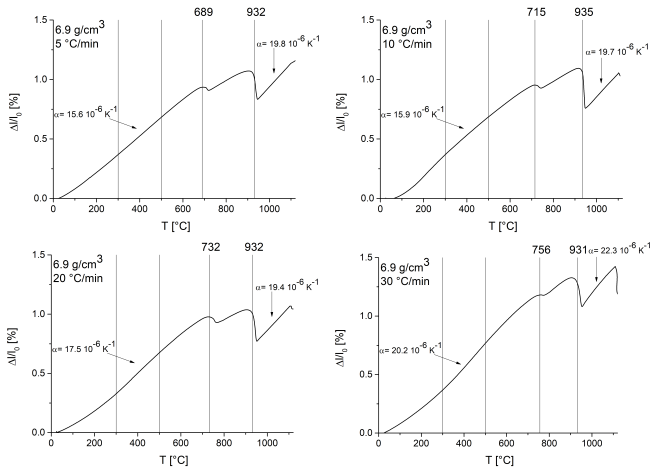 689 932
6.9 g/cm³
5 °C/min
α= 19.8 10⁻⁶ K⁻¹
α= 15.6 10⁻⁶ K⁻¹
Δl/l₀ [%]
1.5
1.0
0.5
0.0
0 200 400 600 800 1000
T [°C]
715 935
6.9 g/cm³
10 °C/min
α= 19.7 10⁻⁶ K⁻¹
α= 15.9 10⁻⁶ K⁻¹
Δl/l₀ [%]
1.5
1.0
0.5
0.0
0 200 400 600 800 1000
T [°C]
732 932
6.9 g/cm³
20 °C/min
α= 19.4 10⁻⁶ K⁻¹
α= 17.5 10⁻⁶ K⁻¹
Δl/l₀ [%]
1.5
1.0
0.5
0.0
0 200 400 600 800 1000
T [°C]
756 931
6.9 g/cm³
30 °C/min
α= 22.3 10⁻⁶ K⁻¹
α= 20.2 10⁻⁶ K⁻¹
Δl/l₀ [%]
1.5
1.0
0.5
0.0
0 200 400 600 800 1000
T [°C]